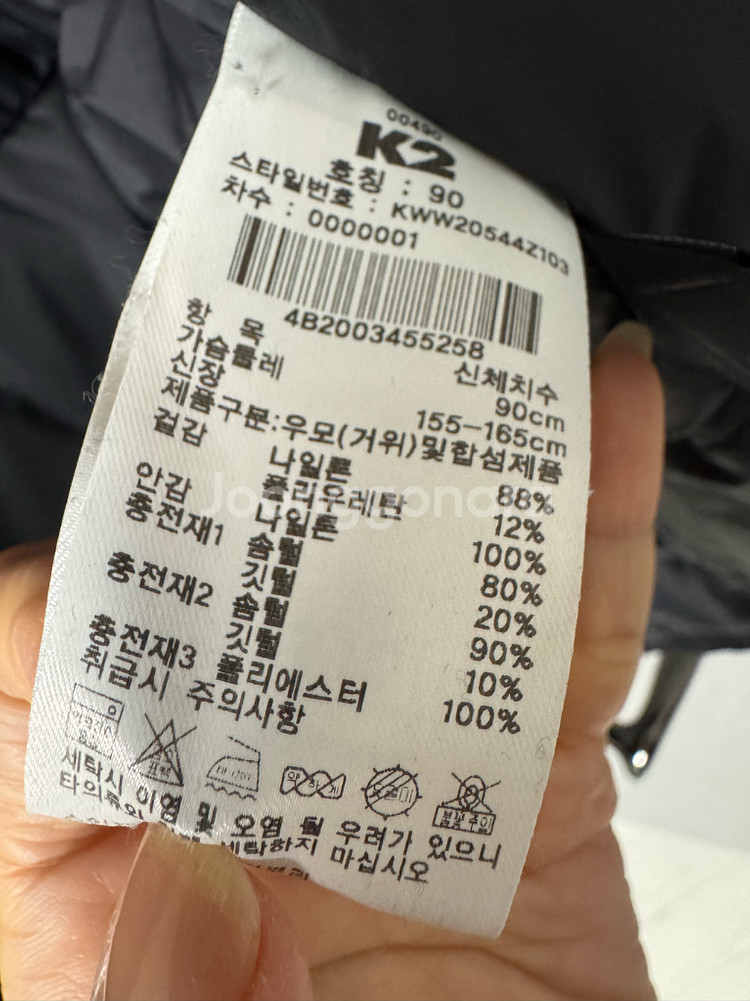 00490
K2
호칭 : 90
스타일번호 : KWW20544Z103
차수 : 0000001
4B2003455258
항 목 신체치수
가슴둘레 90cm
신장 155-165cm
제품구분:우모(거위)및합섬제품
겉감 나일론 88%
폴리우레탄 12%
안감 나일론 100%
충전재1 솜털 80%
깃털 20%
충전재2 솜털 90%
깃털 10%
충전재3 폴리에스터 100%
취급시 주의사항
약하게
세탁시 이염 및 오염 될 우려가 있으니
타의류와 세탁하지 마십시오